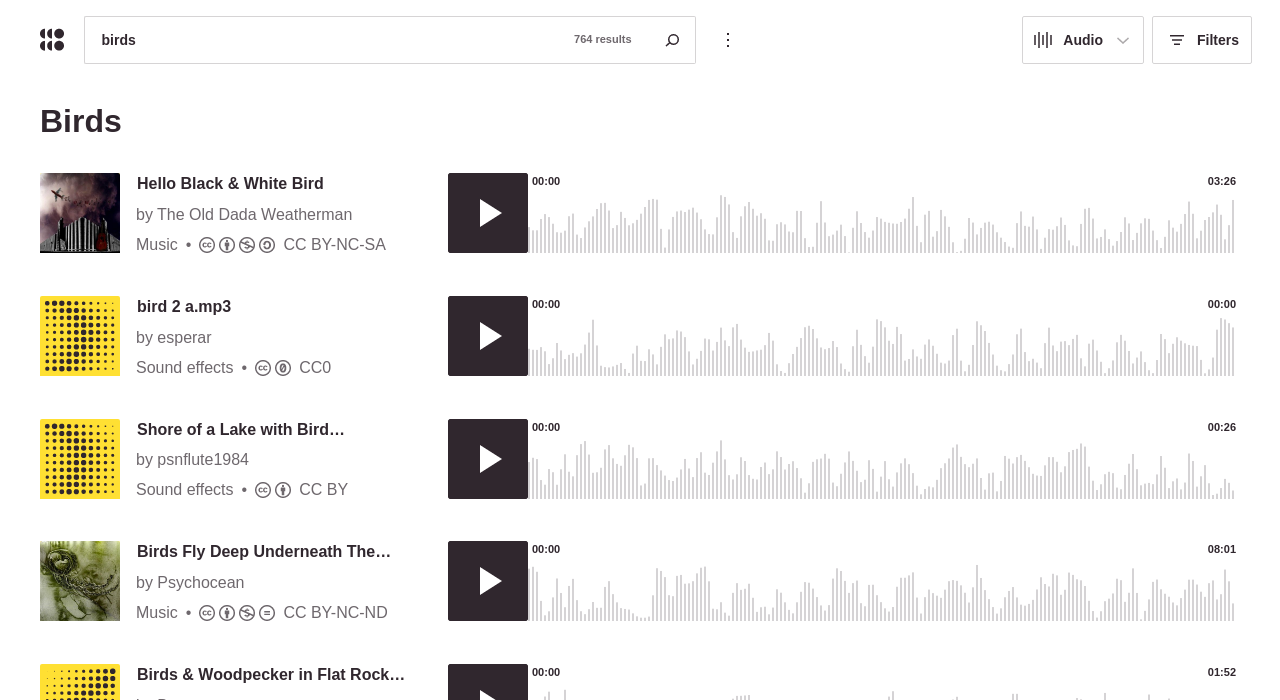 birds
764 results
Audio
Filters
Birds
Hello Black & White Bird
by The Old Dada Weatherman
Music • CC BY-NC-SA
00:00
03:26
bird 2 a.mp3
by esperar
Sound effects • CC0
00:00
00:00
Shore of a Lake with Bird…
by psnflute1984
Sound effects • CC BY
00:00
00:26
Birds Fly Deep Underneath The…
by Psychocean
Music • CC BY-NC-ND
00:00
08:01
Birds & Woodpecker in Flat Rock…
00:00
01:52